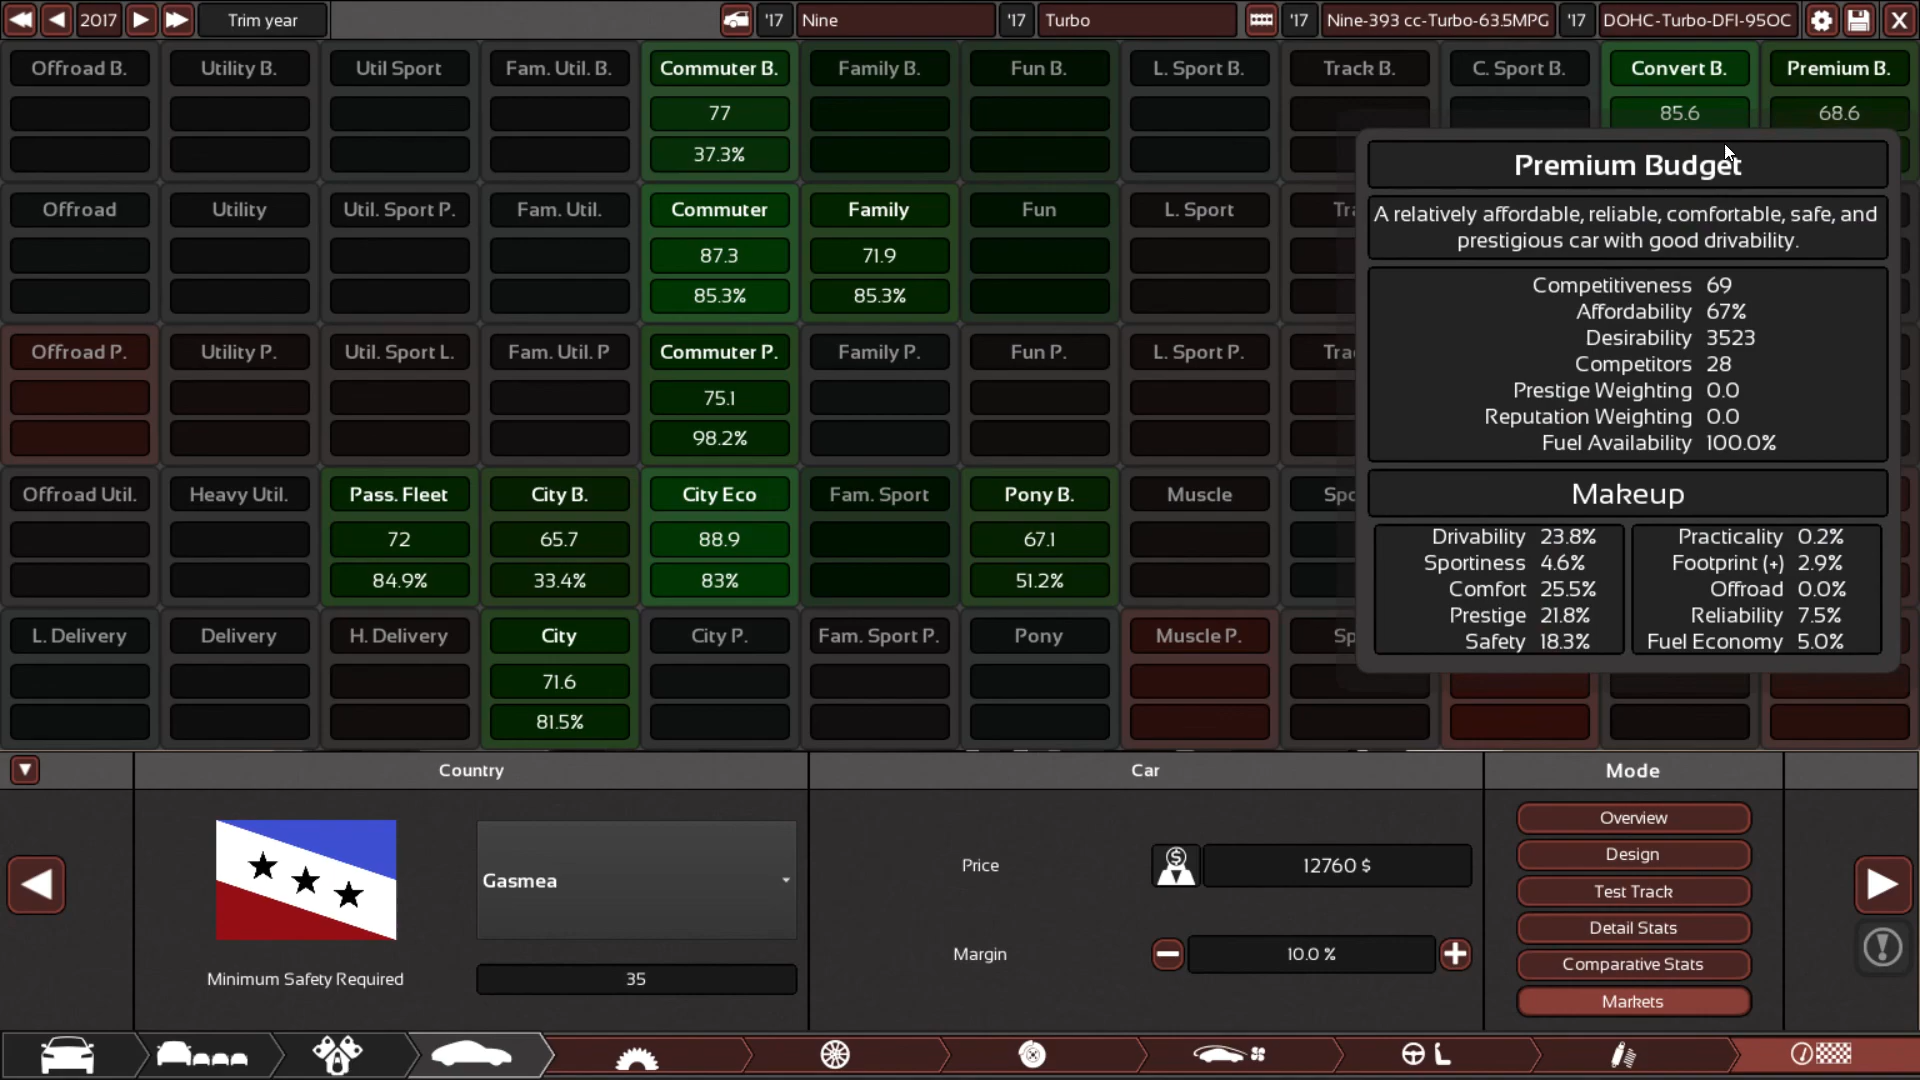 2017
Trim year
'17
Nine
'17
Turbo
'17
Nine-393 cc-Turbo-63.5MPG
'17
DOHC-Turbo-DFI-95OC
Offroad B.
Utility B.
Util Sport
Fam. Util. B.
Commuter B.
Family B.
Fun B.
L. Sport B.
Track B.
C. Sport B.
Convert B.
Premium B.
77
85.6
68.6
37.3%
Offroad
Utility
Util. Sport P.
Fam. Util.
Commuter
Family
Fun
L. Sport
87.3
71.9
85.3%
85.3%
Offroad P.
Utility P.
Util. Sport L.
Fam. Util. P
Commuter P.
Family P.
Fun P.
L. Sport P.
75.1
98.2%
Offroad Util.
Heavy Util.
Pass. Fleet
City B.
City Eco
Fam. Sport
Pony B.
Muscle
72
65.7
88.9
67.1
84.9%
33.4%
83%
51.2%
L. Delivery
Delivery
H. Delivery
City
City P.
Fam. Sport P.
Pony
Muscle P.
71.6
81.5%
Premium Budget
A relatively affordable, reliable, comfortable, safe, and
prestigious car with good drivability.
Competitiveness 69
Affordability 67%
Desirability 3523
Competitors 28
Prestige Weighting 0.0
Reputation Weighting 0.0
Fuel Availability 100.0%
Makeup
Drivability 23.8%
Sportiness 4.6%
Comfort 25.5%
Prestige 21.8%
Safety 18.3%
Practicality 0.2%
Footprint (+) 2.9%
Offroad 0.0%
Reliability 7.5%
Fuel Economy 5.0%
Country
Gasmea
Minimum Safety Required
35
Car
Price
12760 $
Margin
10.0 %
Mode
Overview
Design
Test Track
Detail Stats
Comparative Stats
Markets